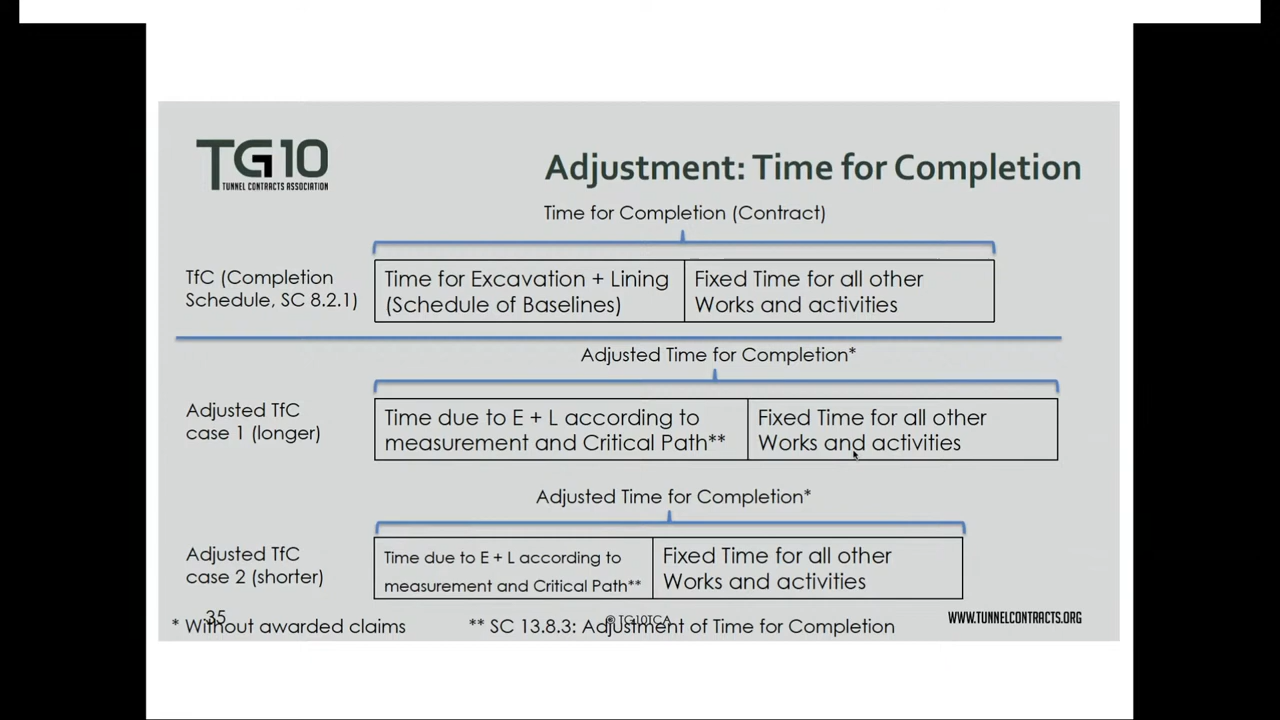 TG10
TUNNEL CONTRACTS ASSOCIATION
Adjustment: Time for Completion
Time for Completion (Contract)
TfC (Completion
Schedule, SC 8.2.1)
Time for Excavation + Lining
(Schedule of Baselines)
Fixed Time for all other
Works and activities
Adjusted Time for Completion*
Adjusted TfC
case 1 (longer)
Time due to E + L according to
measurement and Critical Path**
Fixed Time for all other
Works and activities
Adjusted Time for Completion*
Adjusted TfC
case 2 (shorter)
Time due to E + L according to
measurement and Critical Path**
Fixed Time for all other
Works and activities
35
© TG10TCA
WWW.TUNNELCONTRACTS.ORG
* Without awarded claims
** SC 13.8.3: Adjustment of Time for Completion